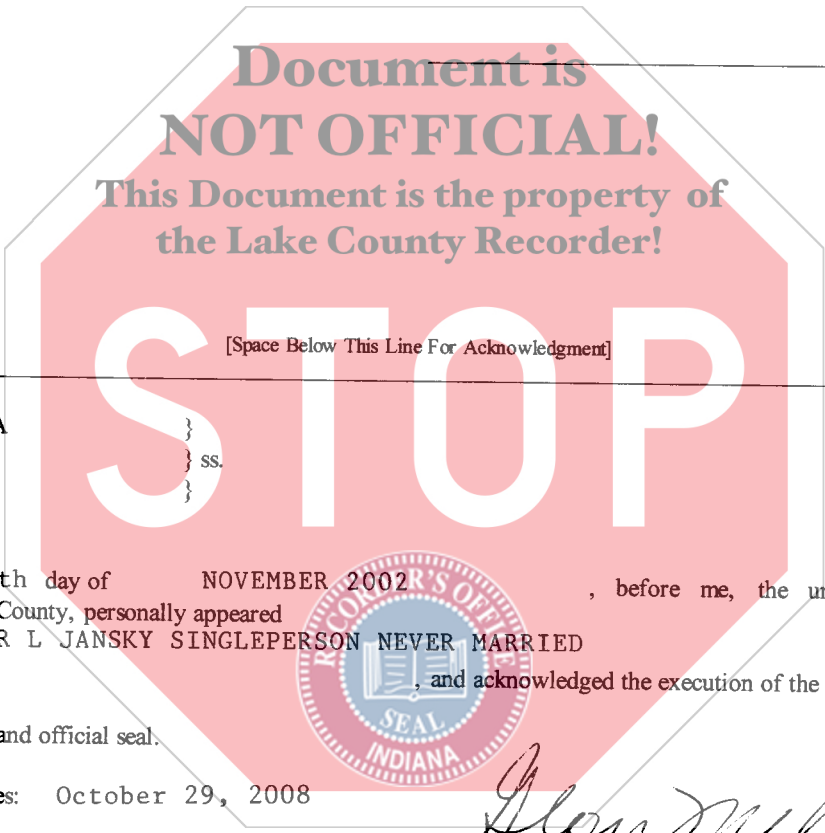 Document is
NOT OFFICIAL!
This Document is the property of
the Lake County Recorder!
[Space Below This Line For Acknowledgment]
STOP
A }
} ss.
}
th day of NOVEMBER 2002 , before me, the un
County, personally appeared
R L JANSKY SINGLEPERSON NEVER MARRIED
, and acknowledged the execution of the
RECORDER'S OFFICE
SEAL
INDIANA
and official seal.
es: October 29, 2008